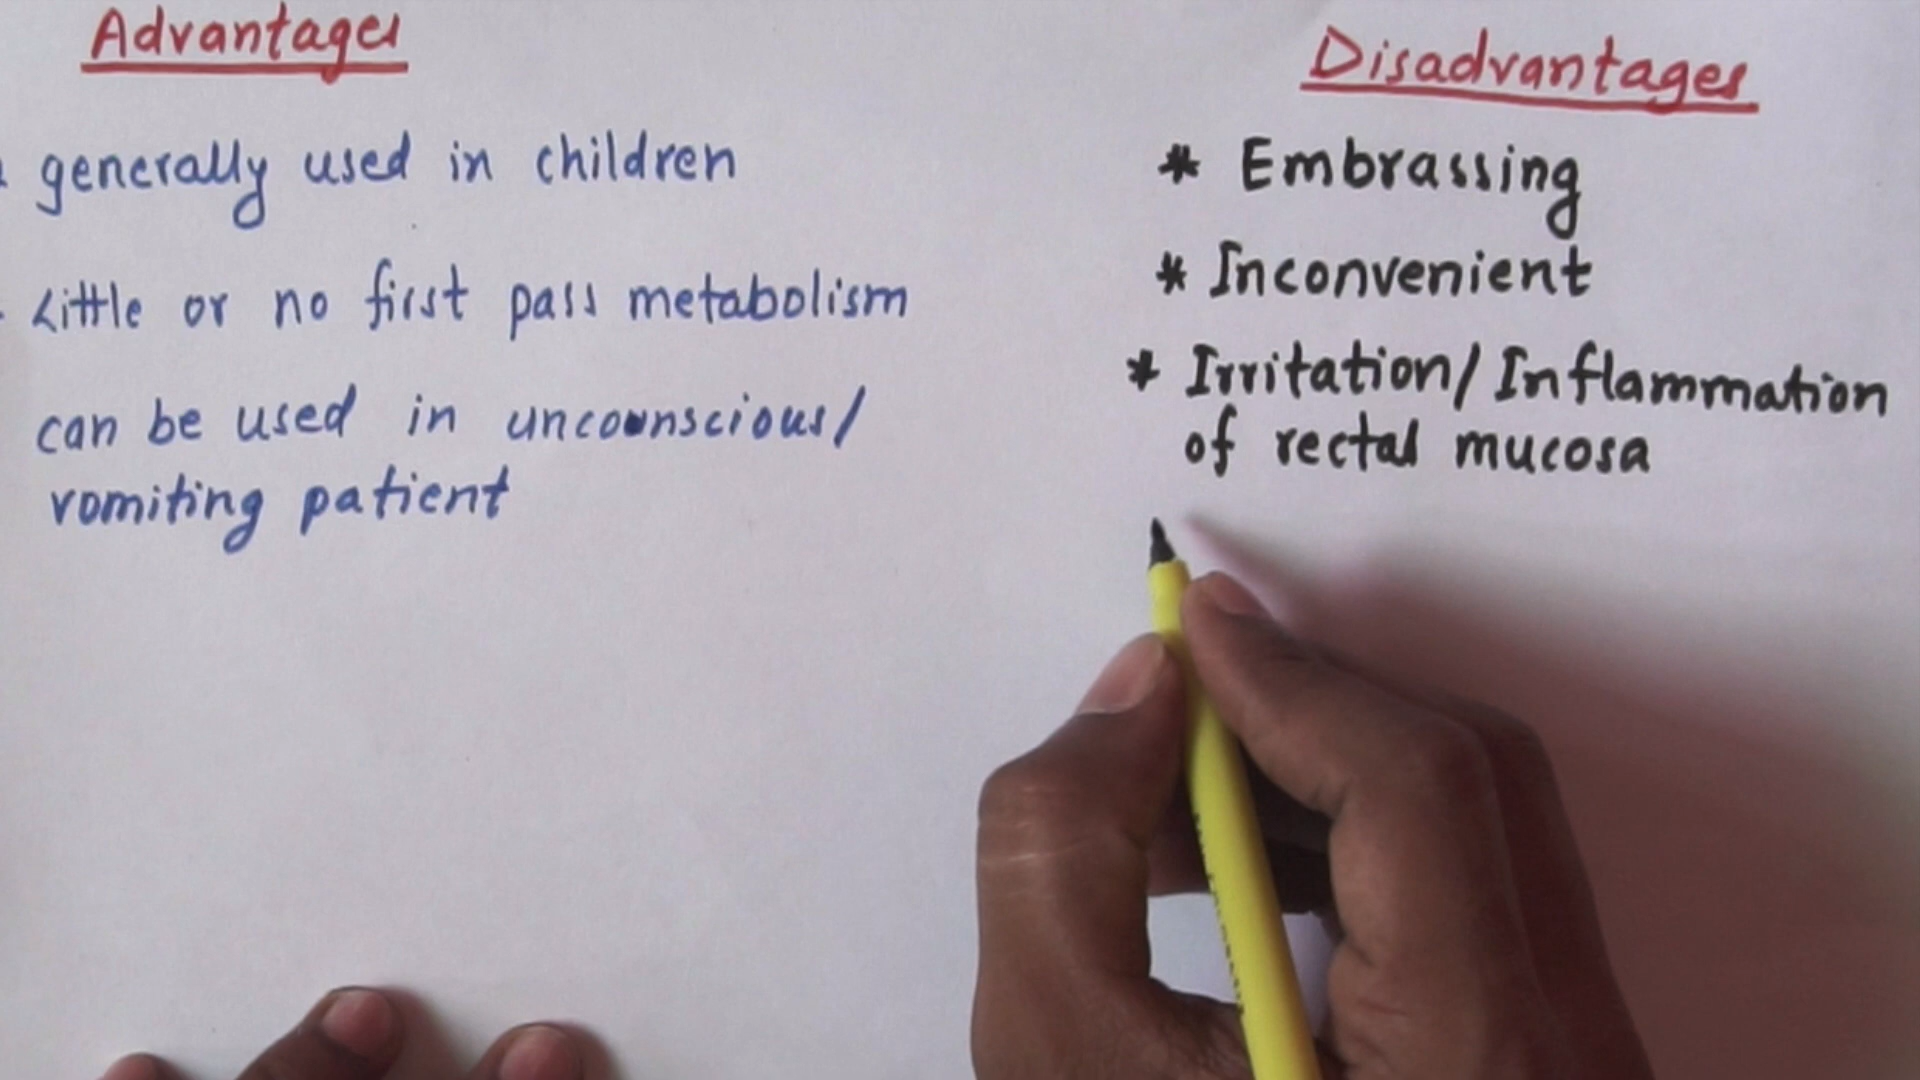 Advantages
generally used in children
Little or no first pass metabolism
can be used in unconscious/
vomiting patient
Disadvantages
* Embrassing
* Inconvenient
* Irritation/Inflammation
of rectal mucosa